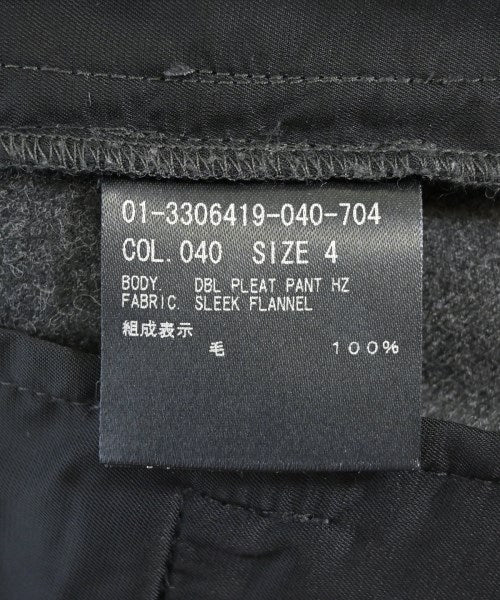 01-3306419-040-704
COL.040 SIZE 4
BODY. DBL PLEAT PANT HZ
FABRIC. SLEEK FLANNEL
組成表示
毛 100%